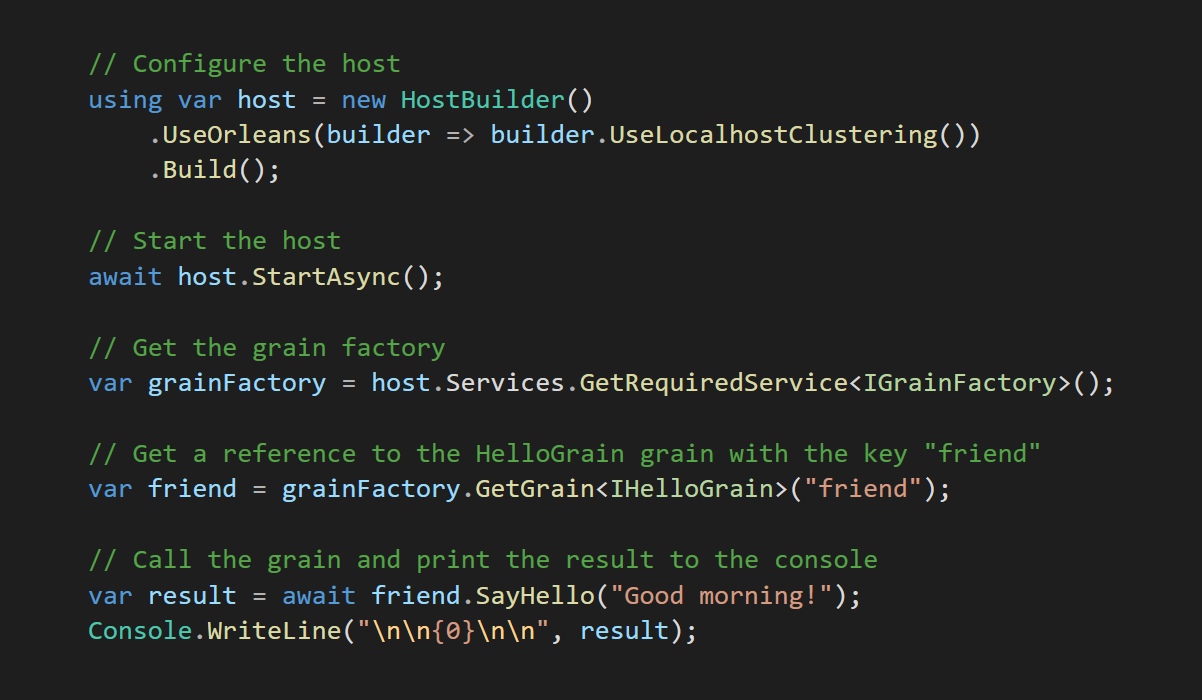 // Configure the host
using var host = new HostBuilder()
    .UseOrleans(builder => builder.UseLocalhostClustering())
    .Build();

// Start the host
await host.StartAsync();

// Get the grain factory
var grainFactory = host.Services.GetRequiredService<IGrainFactory>();

// Get a reference to the HelloGrain grain with the key "friend"
var friend = grainFactory.GetGrain<IHelloGrain>("friend");

// Call the grain and print the result to the console
var result = await friend.SayHello("Good morning!");
Console.WriteLine("\n\n{0}\n\n", result);